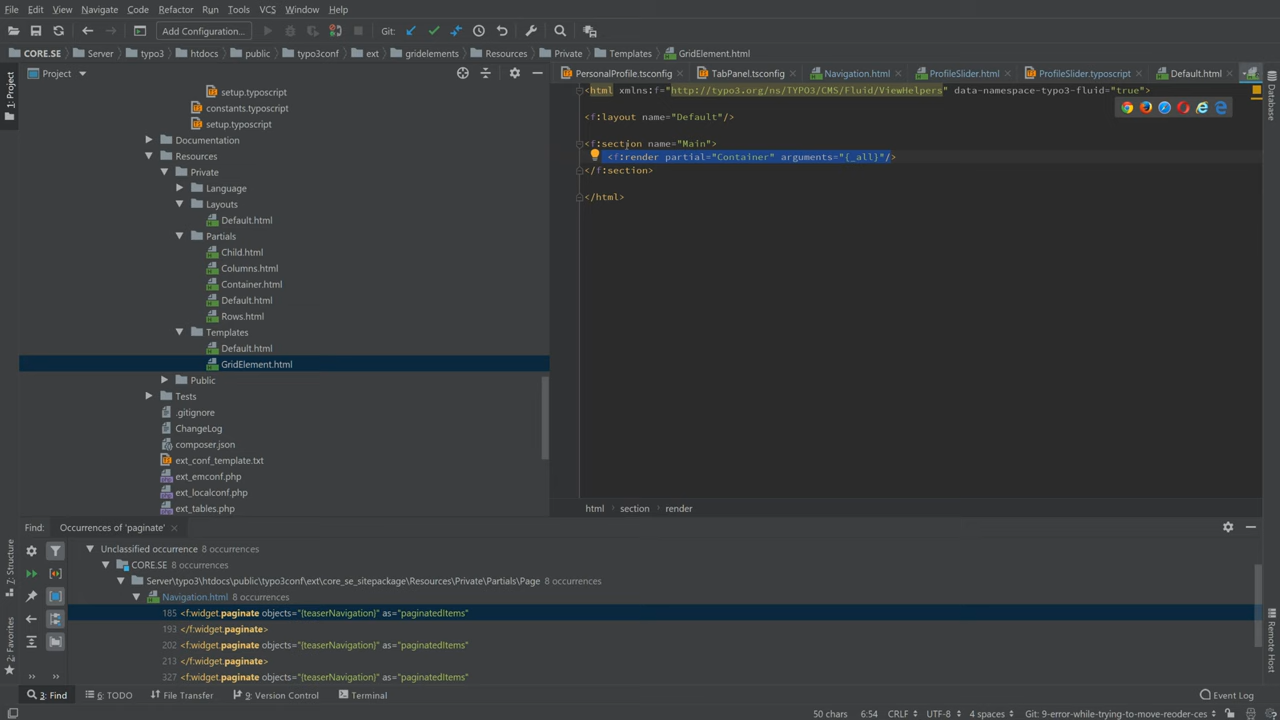 File Edit View Navigate Code Refactor Run Tools VCS Window Help
Add Configuration... Git:
CORE.SE Server typo3 htdocs public typo3conf ext gridelements Resources Private Templates GridElement.html
1: Project
Project
PersonalProfile.tsconfig TabPanel.tsconfig Navigation.html ProfileSlider.html ProfileSlider.typoscript Default.html
Database
setup.typoscript
constants.typoscript
setup.typoscript
Documentation
Resources
Private
Language
Layouts
Default.html
Partials
Child.html
Columns.html
Container.html
Default.html
Rows.html
Templates
Default.html
GridElement.html
Public
Tests
.gitignore
ChangeLog
composer.json
ext_conf_template.txt
ext_emconf.php
ext_localconf.php
ext_tables.php
<html xmlns:f="http://typo3.org/ns/TYPO3/CMS/Fluid/ViewHelpers" data-namespace-typo3-fluid="true">
<f:layout name="Default"/>
<f:section name="Main">
<f:render partial="Container" arguments="{_all}"/>
</f:section>
</html>
html section render
Find: Occurrences of 'paginate'
Unclassified occurrence 8 occurrences
CORE.SE 8 occurrences
Server\typo3\htdocs\public\typo3conf\ext\core_se_sitepackage\Resources\Private\Partials\Page 8 occurrences
Navigation.html 8 occurrences
185 <f:widget.paginate objects="{teaserNavigation}" as="paginatedItems"
193 </f:widget.paginate>
202 <f:widget.paginate objects="{teaserNavigation}" as="paginatedItems"
213 </f:widget.paginate>
327 <f:widget.paginate objects="{teaserNavigation}" as="paginatedItems"
Z: Structure
2: Favorites
Remote Host
3: Find 6: TODO File Transfer 9: Version Control Terminal Event Log
50 chars 6:54 CRLF UTF-8 4 spaces Git: 9-error-while-trying-to-move-reoder-ces